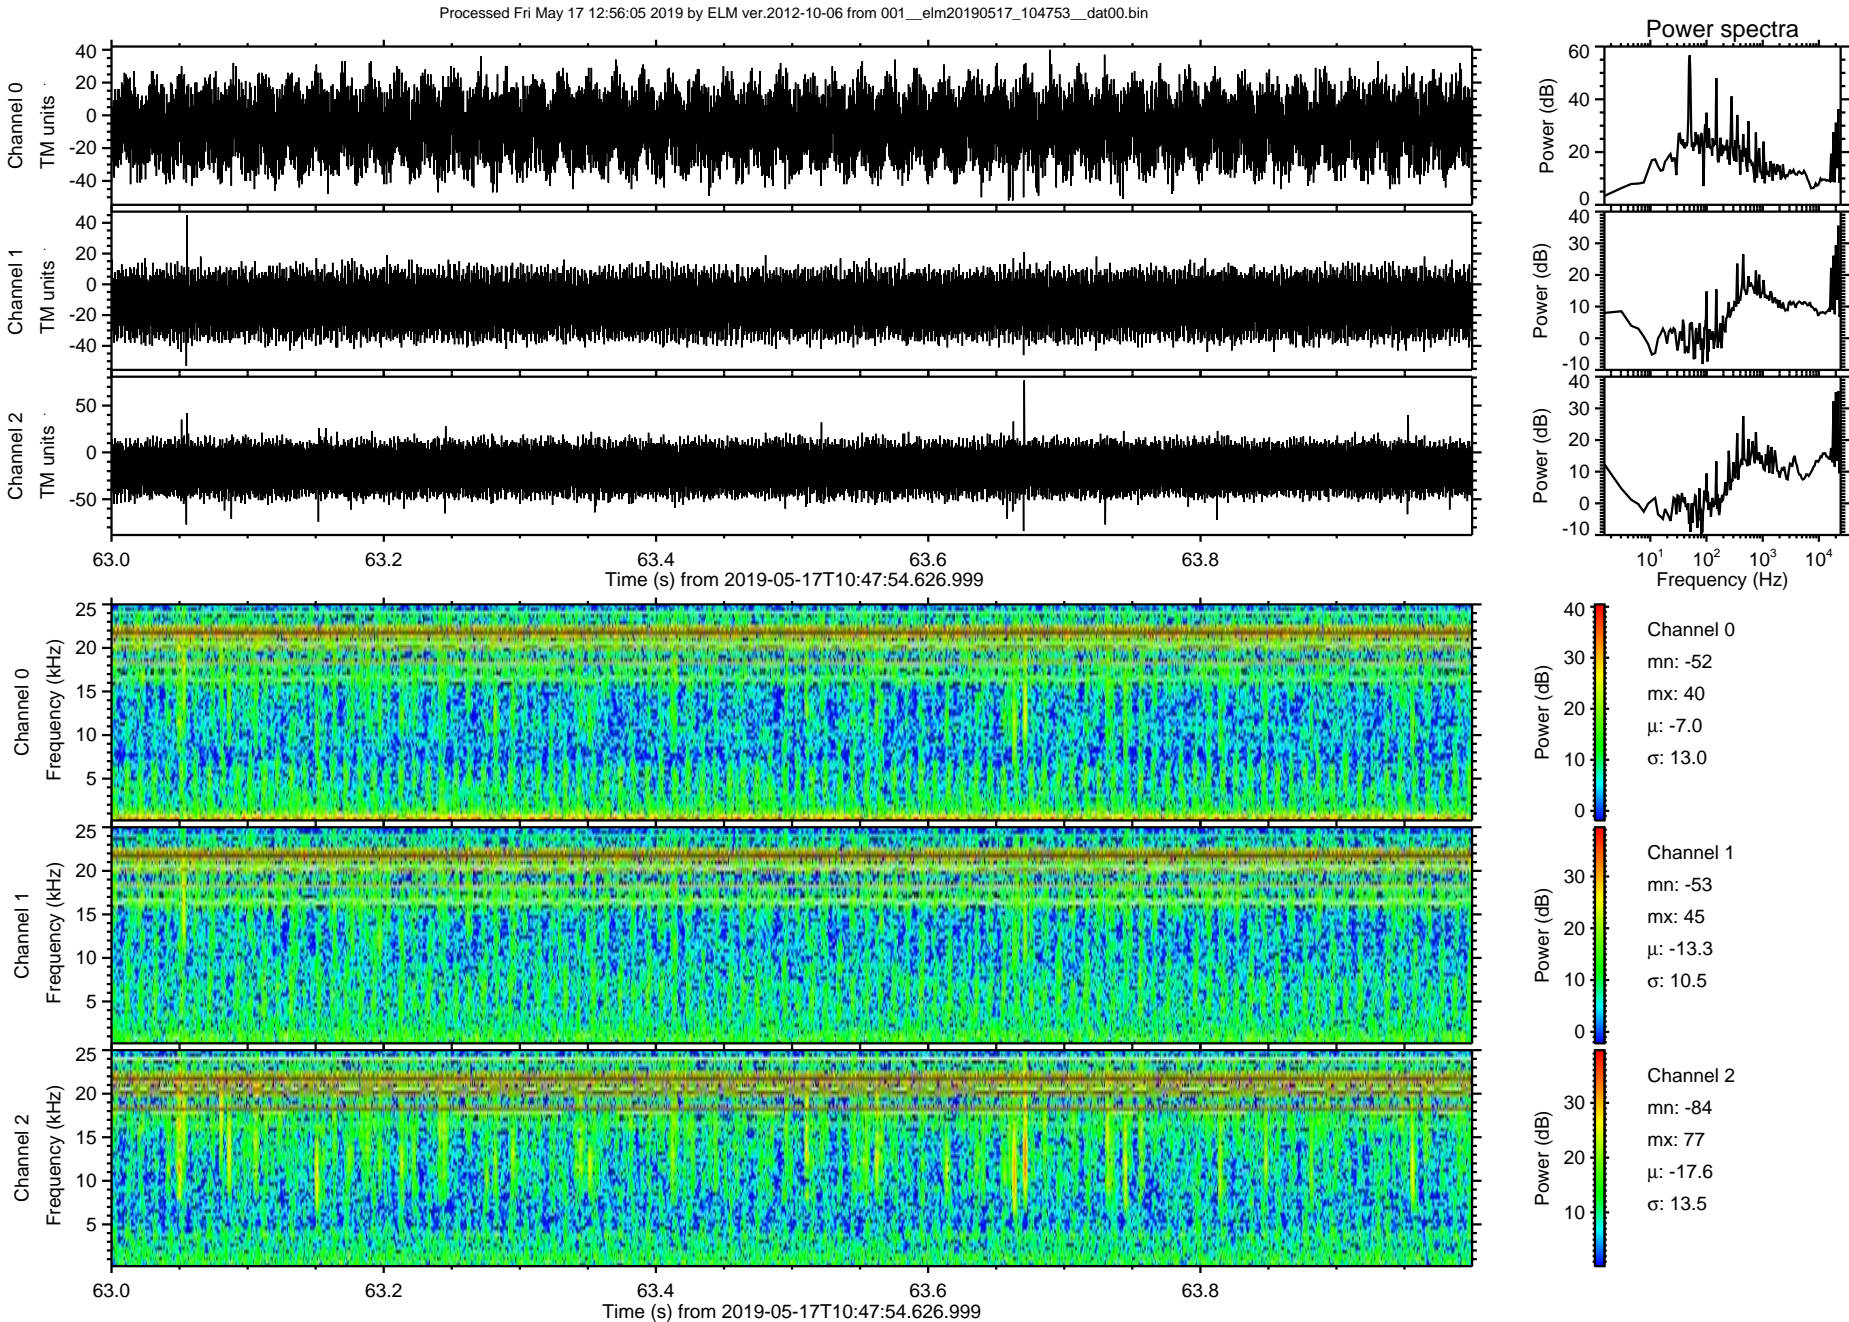 Processed Fri May 17 12:56:05 2019 by ELM ver.2012-10-06 from 001__elm20190517_104753__dat00.bin
Power spectra
Channel 0
TM units
40
20
0
-20
-40
Power (dB)
60
40
20
0
Channel 1
TM units
40
20
0
-20
-40
Power (dB)
40
30
20
10
0
-10
Channel 2
TM units
50
0
-50
Power (dB)
40
30
20
10
0
-10
63.0 63.2 63.4 63.6 63.8
Time (s) from 2019-05-17T10:47:54.626.999
10^1 10^2 10^3 10^4
Frequency (Hz)
Channel 0
Frequency (kHz)
25
20
15
10
5
Power (dB)
40
30
20
10
0
Channel 0
mn: -52
mx: 40
μ: -7.0
σ: 13.0
Channel 1
Frequency (kHz)
25
20
15
10
5
Power (dB)
30
20
10
0
Channel 1
mn: -53
mx: 45
μ: -13.3
σ: 10.5
Channel 2
Frequency (kHz)
25
20
15
10
5
Power (dB)
30
20
10
Channel 2
mn: -84
mx: 77
μ: -17.6
σ: 13.5
63.0 63.2 63.4 63.6 63.8
Time (s) from 2019-05-17T10:47:54.626.999